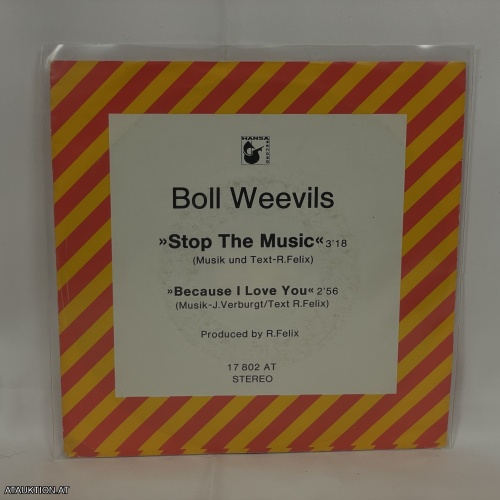 HANSA
RECORDS
Boll Weevils
»Stop The Music« 3'18
(Musik und Text-R.Felix)
»Because I Love You« 2'56
(Musik-J.Verburgt/Text R.Felix)
Produced by R.Felix
17 802 AT
STEREO
ATAUKTION.AT